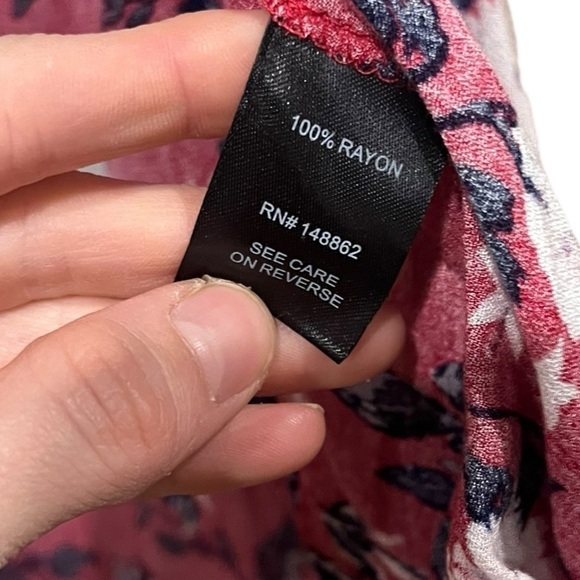 100% RAYON
RN# 148862
SEE CARE
ON REVERSE